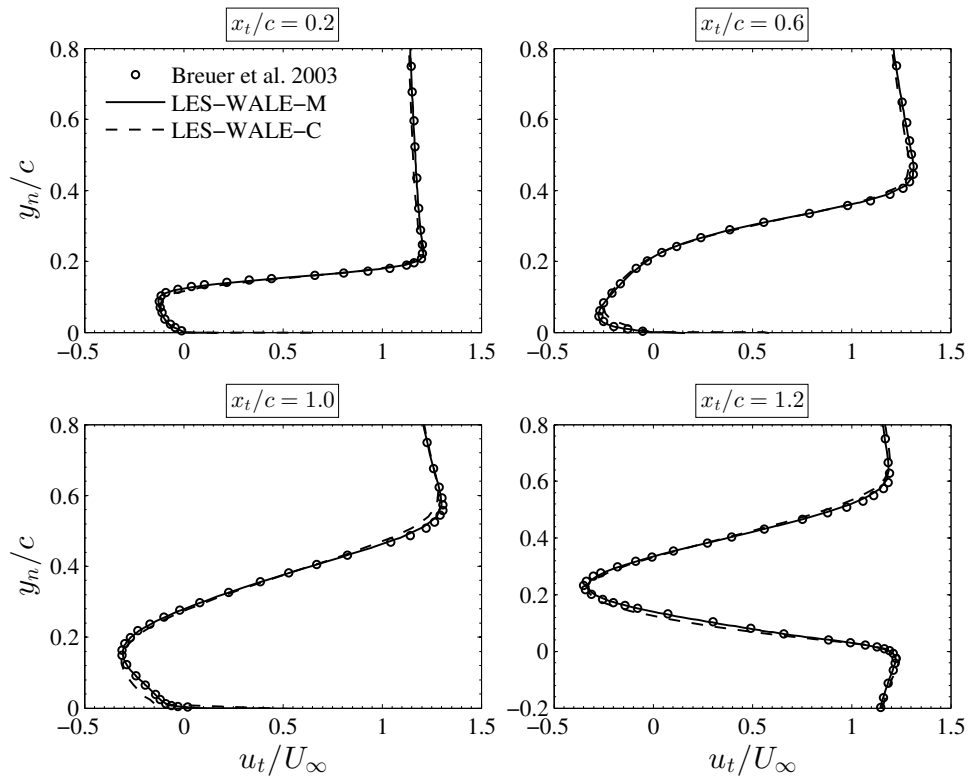 x_t/c = 0.2
0.8
0.6
0.4
0.2
0
y_n/c
Breuer et al. 2003
LES−WALE−M
LES−WALE−C
−0.5 0 0.5 1 1.5
x_t/c = 0.6
0.8
0.6
0.4
0.2
0
−0.5 0 0.5 1 1.5
x_t/c = 1.0
0.8
0.6
0.4
0.2
0
y_n/c
−0.5 0 0.5 1 1.5
u_t/U_∞
x_t/c = 1.2
0.8
0.6
0.4
0.2
0
−0.2
−0.5 0 0.5 1 1.5
u_t/U_∞